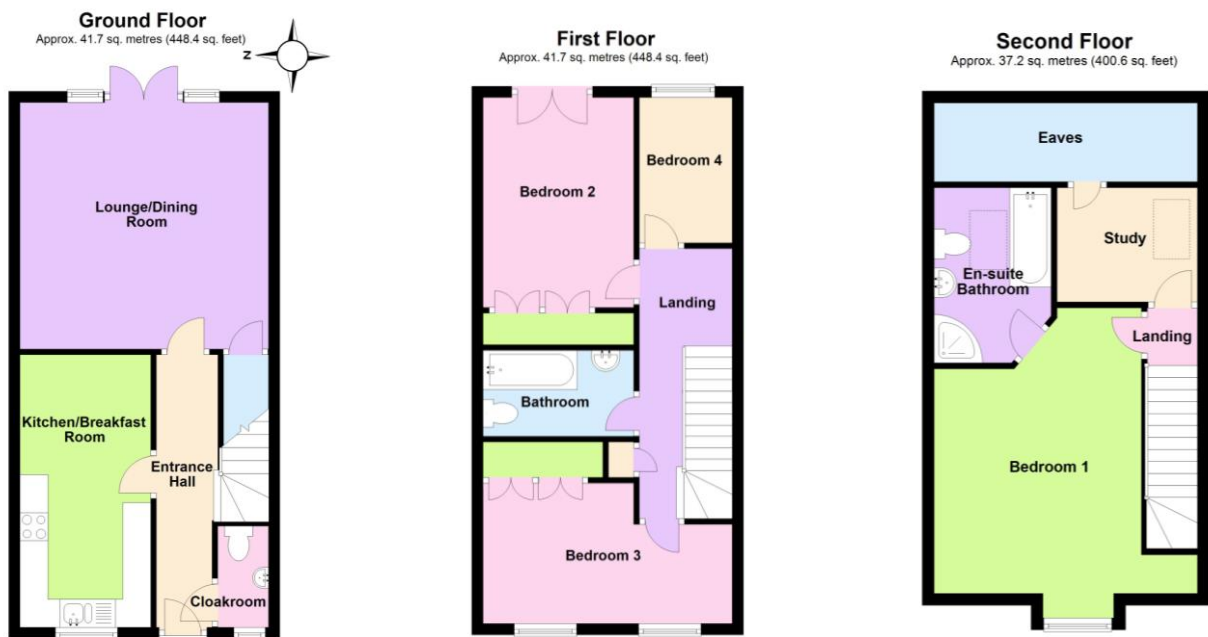 Ground Floor
Approx. 41.7 sq. metres (448.4 sq. feet)
Z
Lounge/Dining
Room
Kitchen/Breakfast
Room
Entrance
Hall
Cloakroom
First Floor
Approx. 41.7 sq. metres (448.4 sq. feet)
Bedroom 4
Bedroom 2
Landing
Bathroom
Bedroom 3
Second Floor
Approx. 37.2 sq. metres (400.6 sq. feet)
Eaves
Study
En-suite
Bathroom
Landing
Bedroom 1